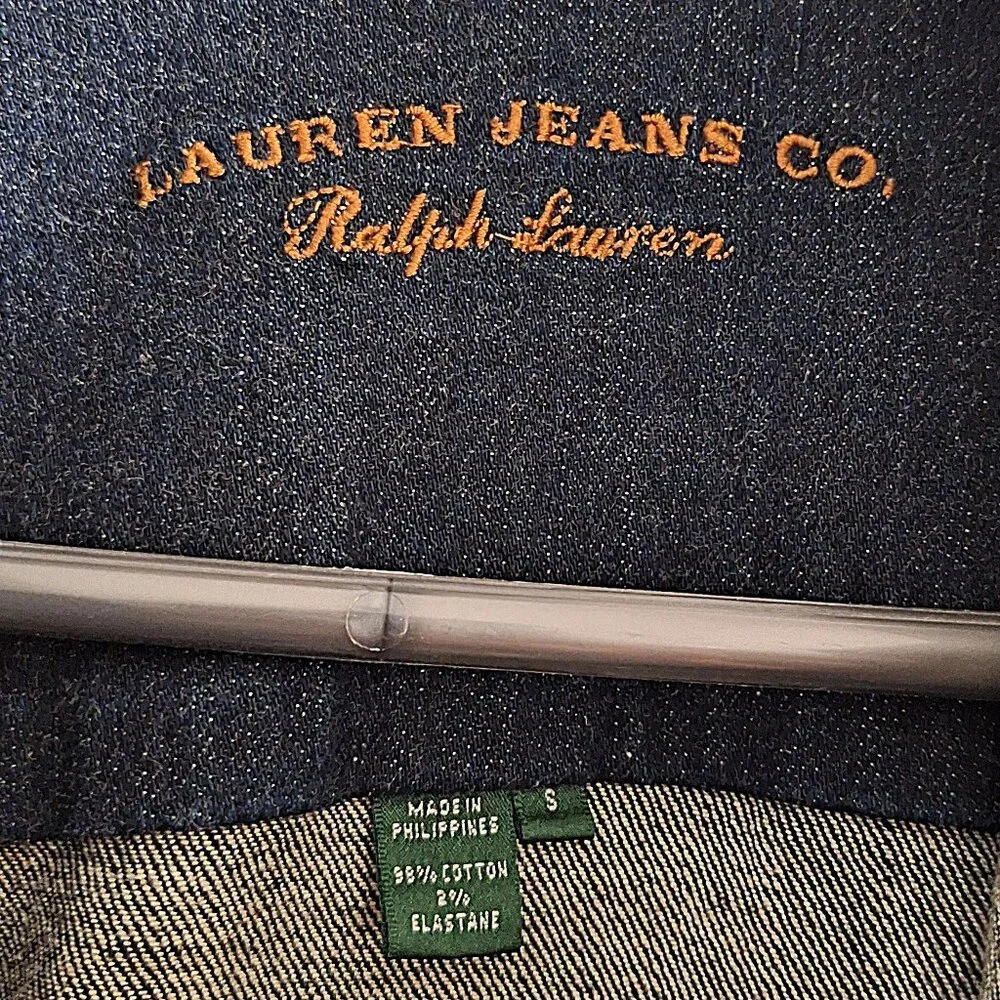 LAUREN JEANS CO.
Ralph Lauren
MADE IN
PHILIPPINES
S
98% COTTON
2%
ELASTANE